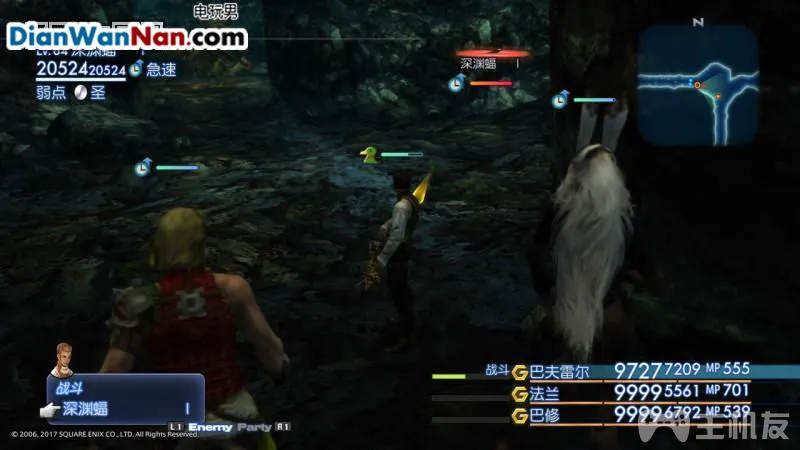 电玩男
DianWanNan.com
深渊蝠 I
20524 20524 急速
弱点 圣
深渊蝠 I
N
战斗 G 巴夫雷尔 9727 7209 MP 555
G 法兰 9999 5561 MP 701
G 巴修 9999 6792 MP 539
战斗
深渊蝠 I
L1 Enemy Party R1
© 2006, 2017 SQUARE ENIX CO., LTD. All Rights Reserved.
主机友